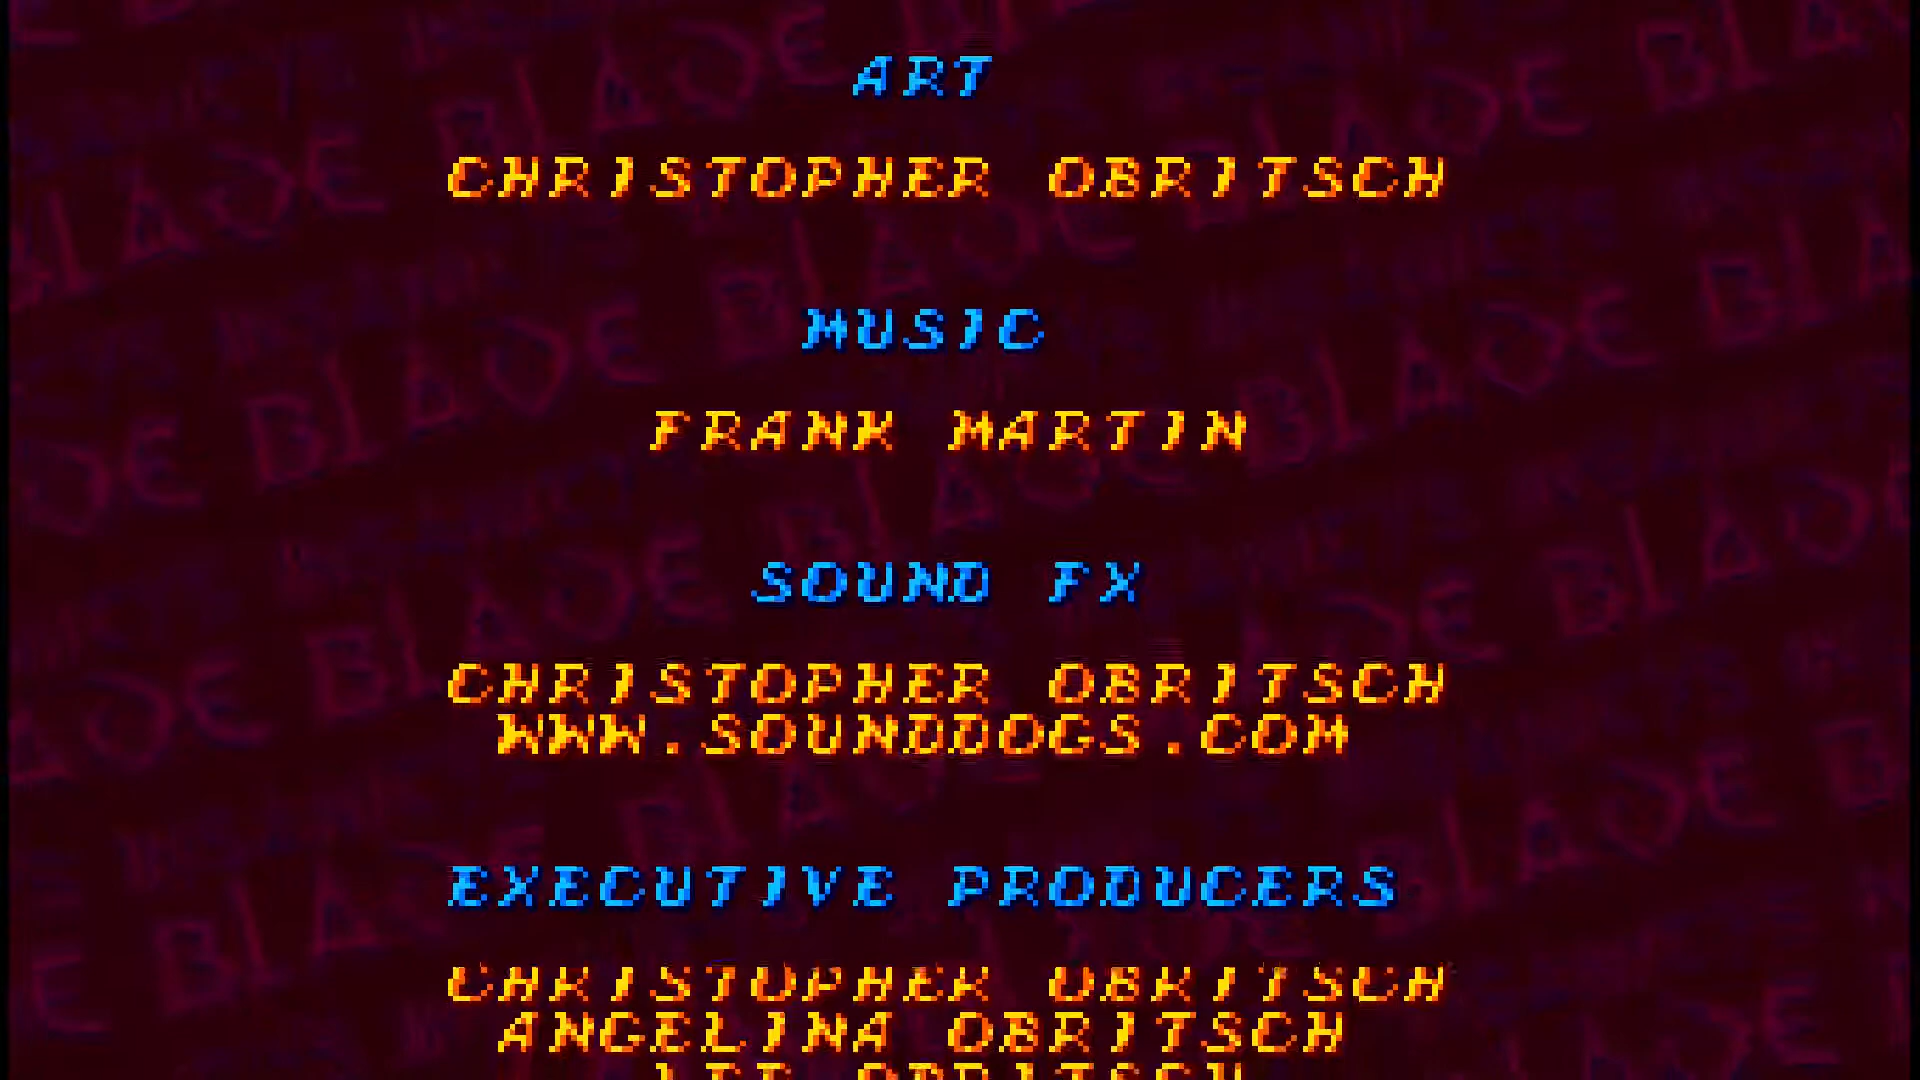 ART
CHRISTOPHER OBRITSCH
MUSIC
FRANK MARTIN
SOUND FX
CHRISTOPHER OBRITSCH
WWW.SOUNDDOGS.COM
EXECUTIVE PRODUCERS
CHRISTOPHER OBRITSCH
ANGELINA OBRITSCH
OBRITSCH